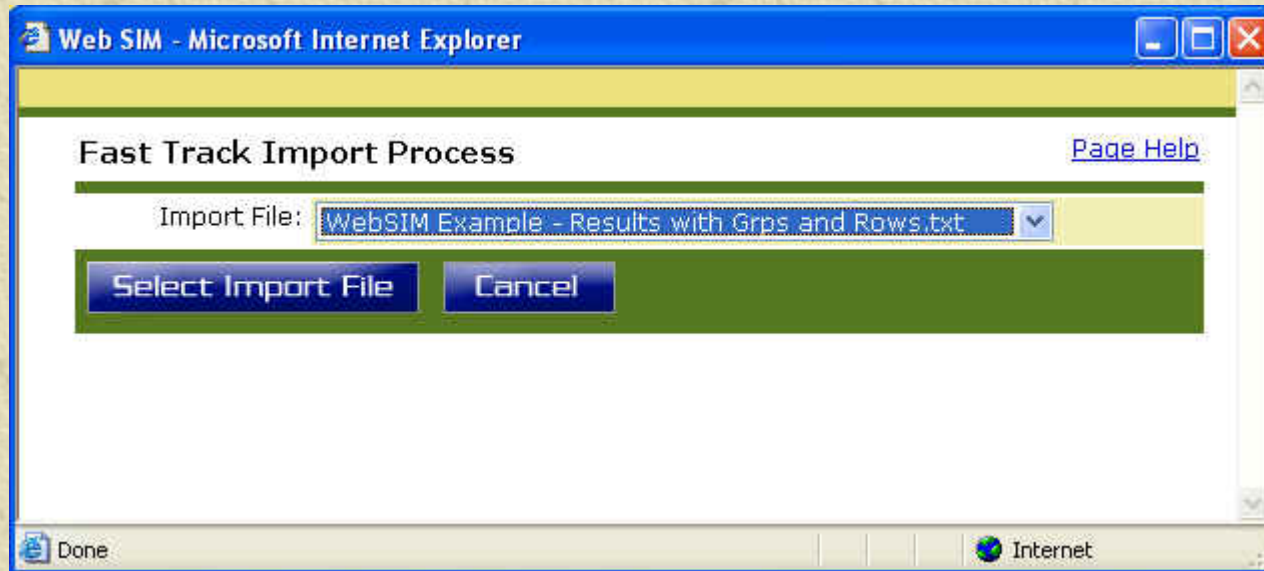 Web SIM - Microsoft Internet Explorer
Fast Track Import Process
Page Help
Import File: WebSIM Example - Results with Grps and Rows.txt
Select Import File Cancel
Done Internet